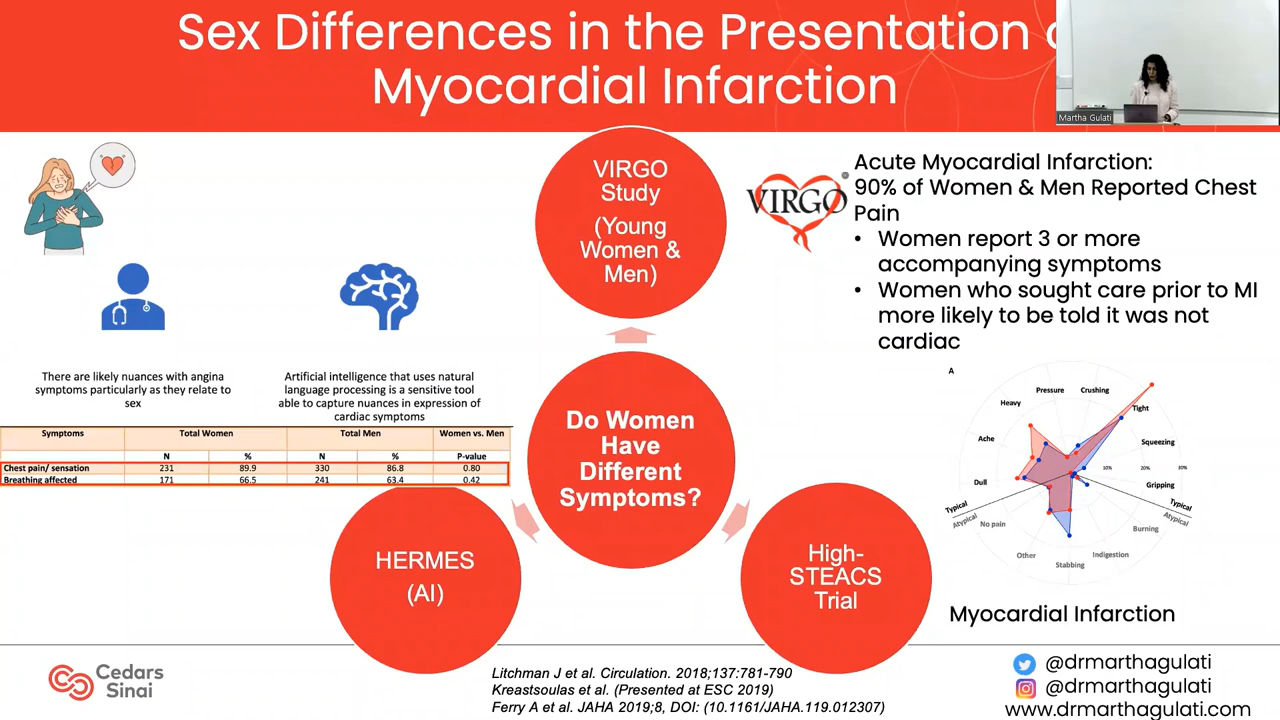 Sex Differences in the Presentation
Myocardial Infarction
Martha Gulati
VIRGO
Study
(Young
Women &
Men)
VIRGO
Acute Myocardial Infarction:
90% of Women & Men Reported Chest
Pain
• Women report 3 or more
accompanying symptoms
• Women who sought care prior to MI
more likely to be told it was not
cardiac
There are likely nuances with angina
symptoms particularly as they relate to
sex
Artificial intelligence that uses natural
language processing is a sensitive tool
able to capture nuances in expression of
cardiac symptoms
Symptoms Total Women Total Men Women vs. Men
N % N % P-value
Chest pain/ sensation 231 89.9 330 86.8 0.80
Breathing affected 171 66.5 241 63.4 0.42
Do Women
Have
Different
Symptoms?
HERMES
(AI)
High-
STEACS
Trial
A
Pressure
Crushing
Heavy
Tight
Ache
Squeezing
10% 20% 30%
Dull
Gripping
Typical
Atypical
Typical
Atypical
No pain
Burning
Other
Indigestion
Stabbing
Myocardial Infarction
Cedars
Sinai
Litchman J et al. Circulation. 2018;137:781-790
Kreastsoulas et al. (Presented at ESC 2019)
Ferry A et al. JAHA 2019;8, DOI: (10.1161/JAHA.119.012307)
@drmarthagulati
@drmarthagulati
www.drmarthagulati.com